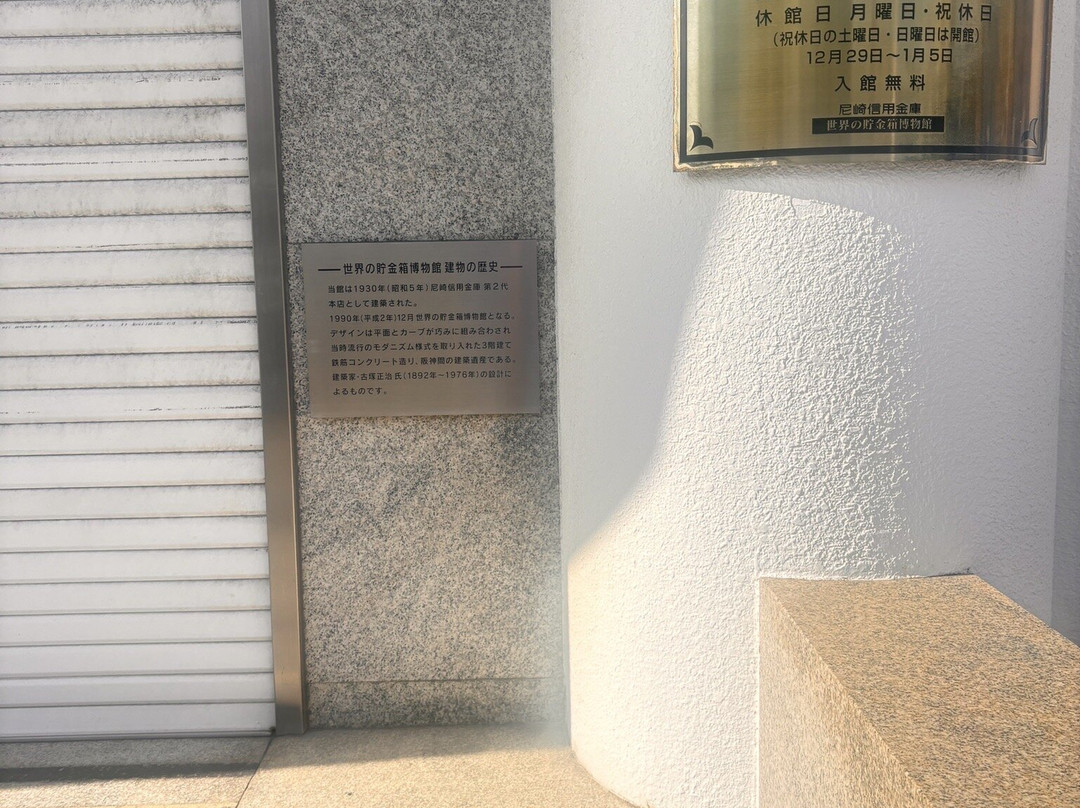 休館日 月曜日・祝休日
(祝休日の土曜日・日曜日は開館)
12月29日～1月5日
入館無料
尼崎信用金庫
世界の貯金箱博物館
世界の貯金箱博物館 建物の歴史
当館は1930年(昭和5年)尼崎信用金庫 第2代
本店として建築された。
1990年(平成2年)12月世界の貯金箱博物館となる。
デザインは平面とカーブが巧みに組み合わされ
当時流行のモダニズム様式を取り入れた3階建て
鉄筋コンクリート造り、阪神間の建築遺産である。
建築家・古塚正治 氏(1892年～1976年)の設計に
よるものです。